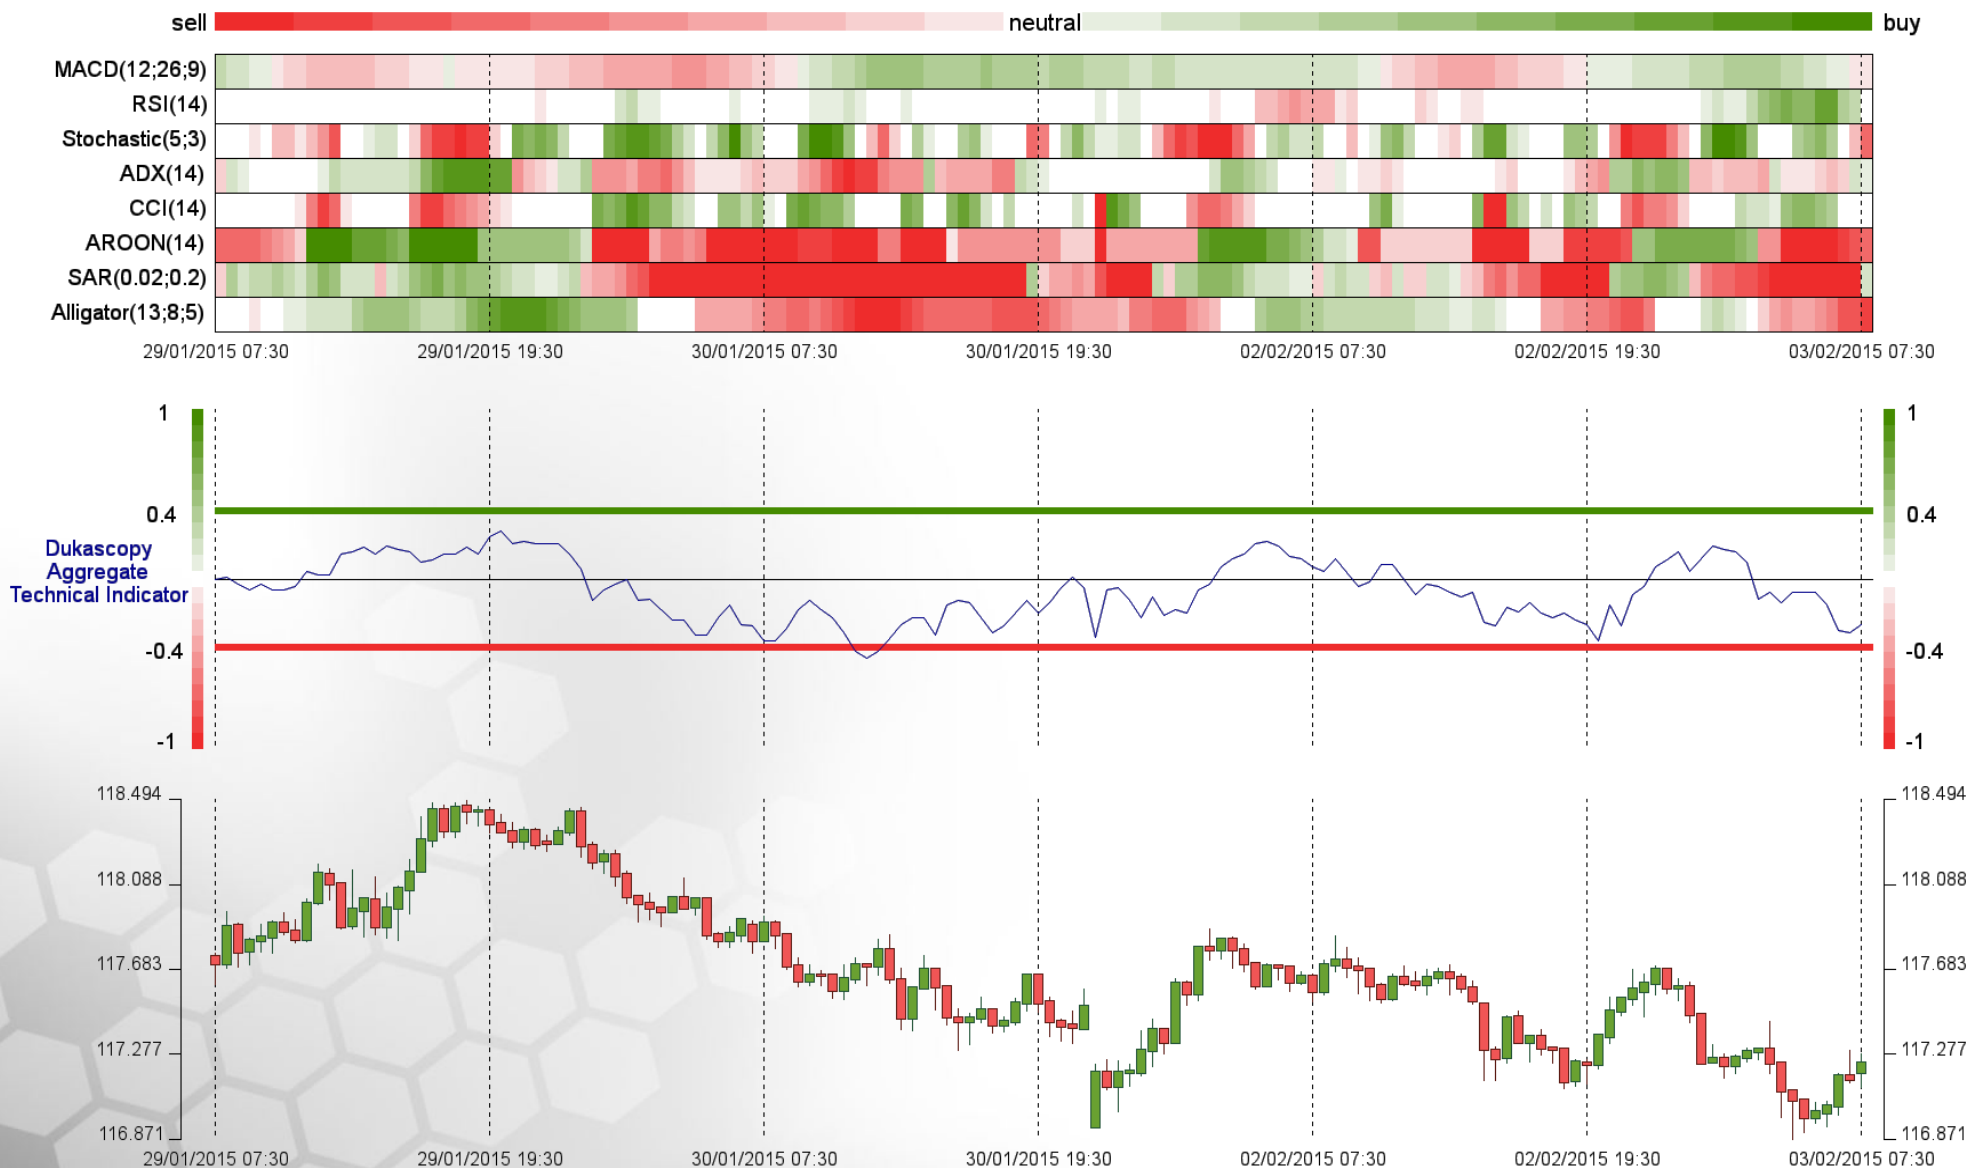 sell neutral buy
MACD(12;26;9)
RSI(14)
Stochastic(5;3)
ADX(14)
CCI(14)
AROON(14)
SAR(0.02;0.2)
Alligator(13;8;5)
29/01/2015 07:30 29/01/2015 19:30 30/01/2015 07:30 30/01/2015 19:30 02/02/2015 07:30 02/02/2015 19:30 03/02/2015 07:30
1 1
0.4 0.4
Dukascopy
Aggregate
Technical Indicator
-0.4 -0.4
-1 -1
118.494 118.494
118.088 118.088
117.683 117.683
117.277 117.277
116.871 116.871
29/01/2015 07:30 29/01/2015 19:30 30/01/2015 07:30 30/01/2015 19:30 02/02/2015 07:30 02/02/2015 19:30 03/02/2015 07:30